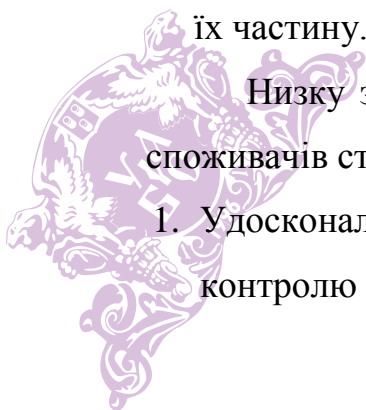 їх частину.
Низку з
споживачів ст
1. Удосконал
контролю